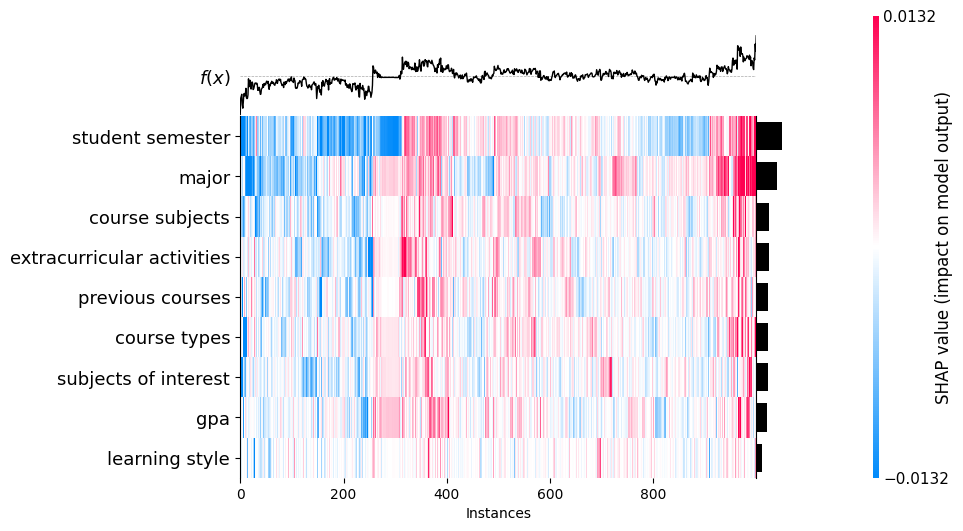 0.0132
f(x)
student semester
major
course subjects
extracurricular activities
previous courses
course types
subjects of interest
gpa
learning style
0 200 400 600 800
Instances
−0.0132
SHAP value (impact on model output)